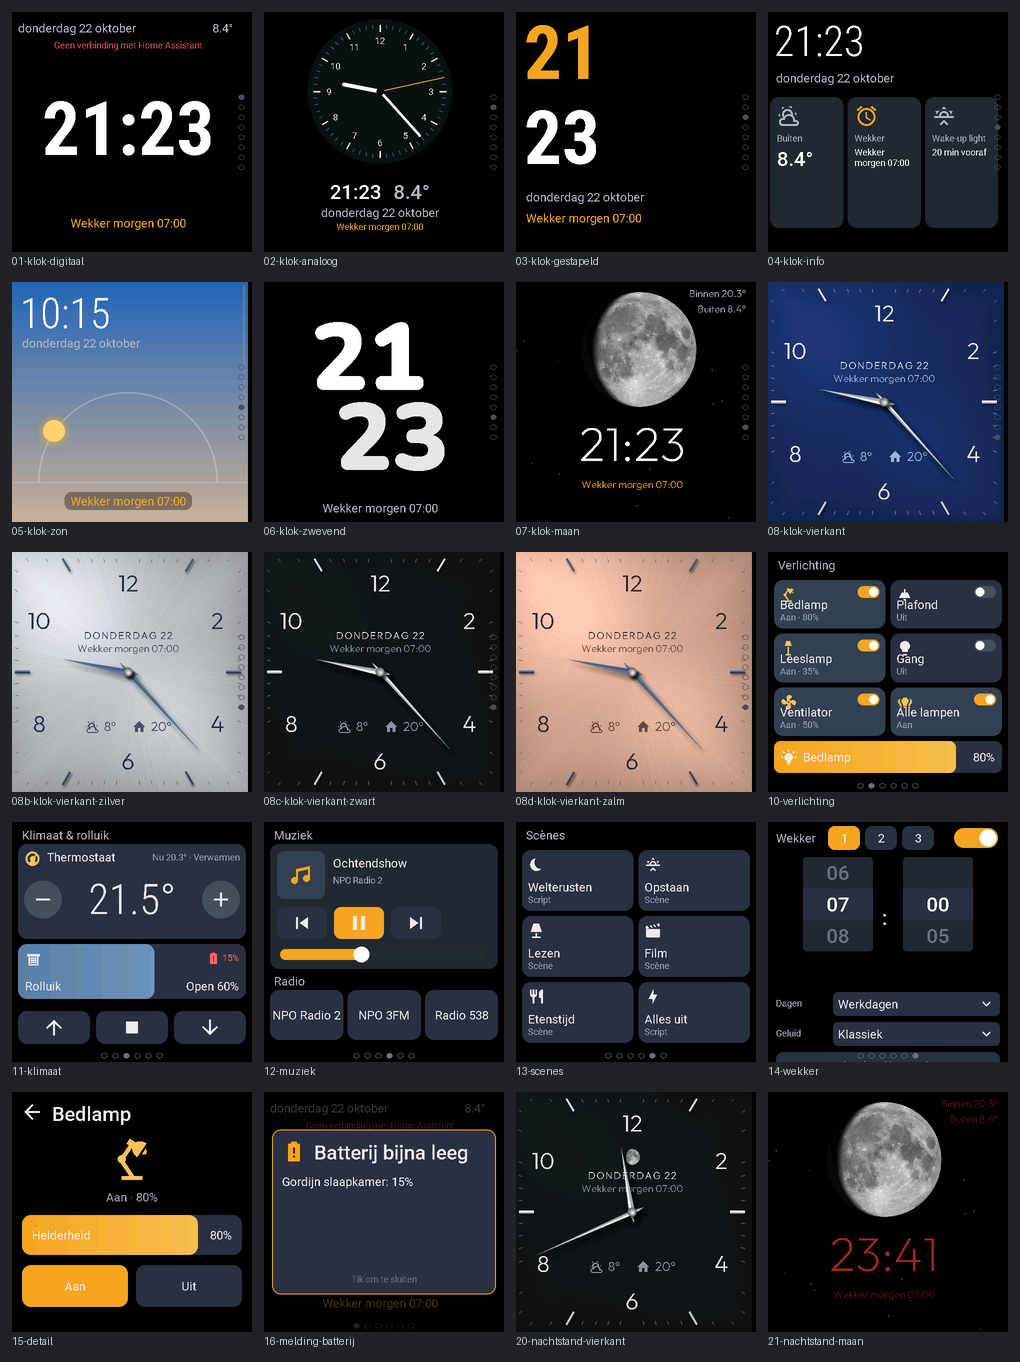 donderdag 22 oktober 8.4°
Geen verbinding met Home Assistant
21:23
Wekker morgen 07:00
01-klok-digitaal
12
11 1
10 2
9 3
8 4
7 5
6
21:23 8.4°
donderdag 22 oktober
Wekker morgen 07:00
02-klok-analoog
21
23
donderdag 22 oktober
Wekker morgen 07:00
03-klok-gestapeld
21:23
donderdag 22 oktober
Buiten
8.4°
Wekker
Wekker
morgen 07:00
Wake-up light
20 min vooraf
04-klok-info
10:15
donderdag 22 oktober
Wekker morgen 07:00
05-klok-zon
21
23
Wekker morgen 07:00
06-klok-zwevend
Binnen 20.3°
Buiten 8.4°
21:23
Wekker morgen 07:00
07-klok-maan
12
10 2
DONDERDAG 22
Wekker morgen 07:00
8 8° 20° 4
6
08-klok-vierkant
12
10 2
DONDERDAG 22
Wekker morgen 07:00
8 8° 20° 4
6
08b-klok-vierkant-zilver
12
10 2
DONDERDAG 22
Wekker morgen 07:00
8 8° 20° 4
6
08c-klok-vierkant-zwart
12
10 2
DONDERDAG 22
Wekker morgen 07:00
8 8° 20° 4
6
08d-klok-vierkant-zalm
Verlichting
Bedlamp
Aan · 80%
Plafond
Uit
Leeslamp
Aan · 35%
Gang
Uit
Ventilator
Aan · 50%
Alle lampen
Aan
Bedlamp 80%
10-verlichting
Klimaat & rolluik
Thermostaat Nu 20.3° · Verwarmen
− 21.5° +
15%
Rolluik Open 60%
11-klimaat
Muziek
Ochtendshow
NPO Radio 2
Radio
NPO Radio 2 NPO 3FM Radio 538
12-muziek
Scènes
Welterusten
Script
Opstaan
Scène
Lezen
Scène
Film
Scène
Etenstijd
Scène
Alles uit
Script
13-scenes
Wekker 1 2 3
06
07 : 00
08 05
Dagen Werkdagen
Geluid Klassiek
14-wekker
Bedlamp
Aan · 80%
Helderheid 80%
Aan Uit
15-detail
donderdag 22 oktober 8.4°
Geen verbinding met Home Assistant
Batterij bijna leeg
Gordijn slaapkamer: 15%
Tik om te sluiten
Wekker morgen 07:00
16-melding-batterij
12
10 2
DONDERDAG 22
Wekker morgen 07:00
8 8° 20° 4
6
20-nachtstand-vierkant
Binnen 20.3°
Buiten 8.4°
23:41
Wekker morgen 07:00
21-nachtstand-maan